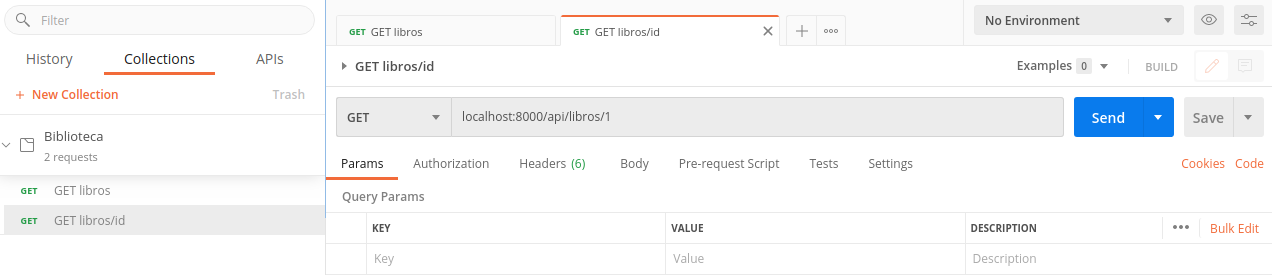 Filter
History Collections APIs
+ New Collection Trash
Biblioteca
2 requests
GET GET libros
GET GET libros/id
GET GET libros
GET GET libros/id
No Environment
GET libros/id
Examples 0
BUILD
GET localhost:8000/api/libros/1
Send
Save
Params Authorization Headers (6) Body Pre-request Script Tests Settings Cookies Code
Query Params
KEY VALUE DESCRIPTION ••• Bulk Edit
Key Value Description